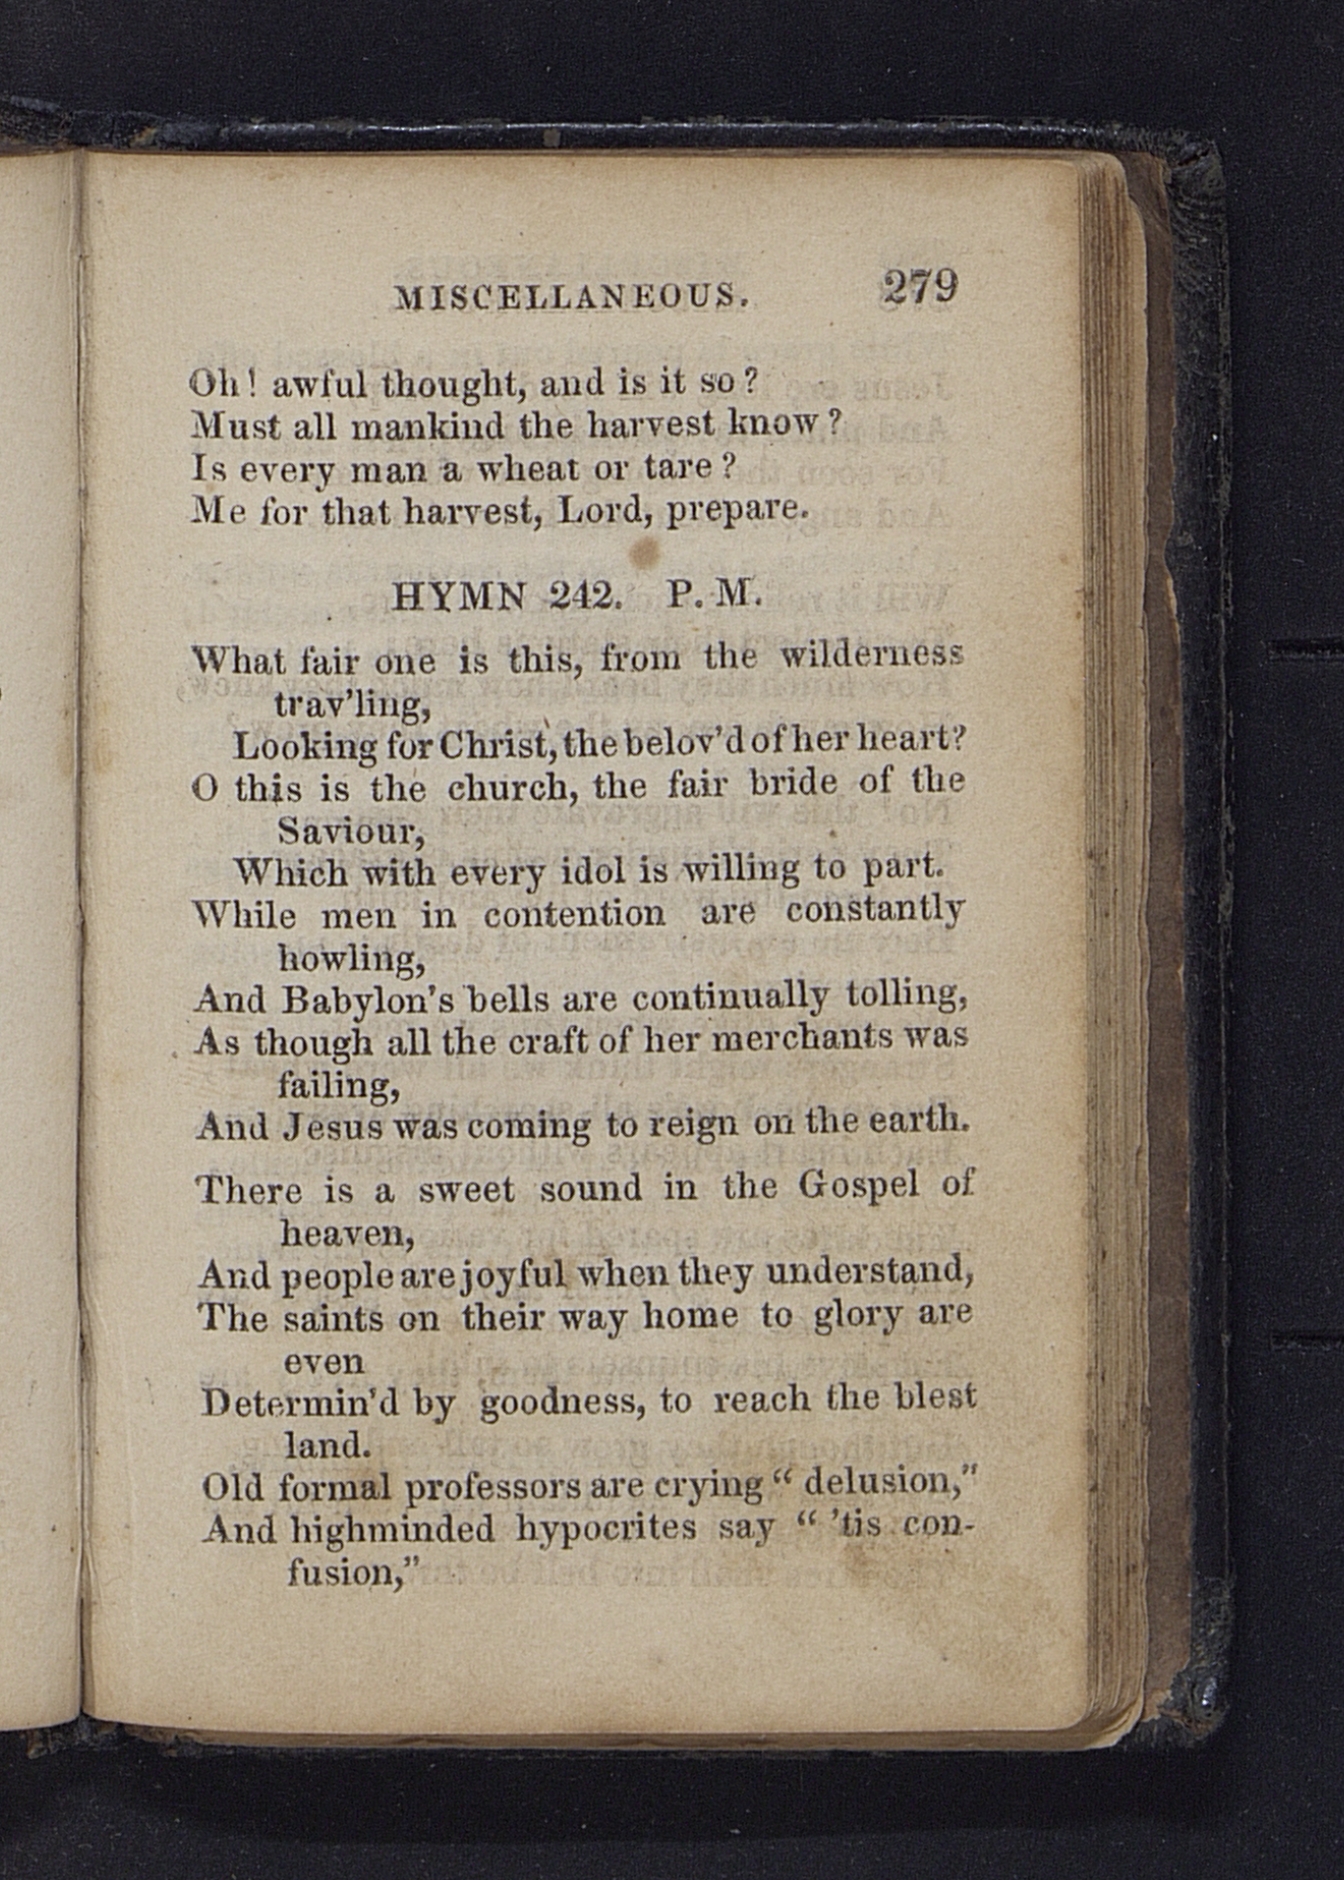 MISCELLANEOUS. 279
Oh! awful thought, and is it so?
Must all mankind the harvest know?
Is every man a wheat or tare?
Me for that harvest, Lord, prepare.
HYMN 242. P. M.
What fair one is this, from the wilderness
trav'ling,
Looking for Christ, the belov'd of her heart?
O this is the church, the fair bride of the
Saviour,
Which with every idol is willing to part.
While men in contention are constantly
howling,
And Babylon's bells are continually tolling,
As though all the craft of her merchants was
failing,
And Jesus was coming to reign on the earth.
There is a sweet sound in the Gospel of
heaven,
And people are joyful when they understand,
The saints on their way home to glory are
even
Determin'd by goodness, to reach the blest
land.
Old formal professors are crying "delusion,"
And highminded hypocrites say "'tis con-
fusion,"